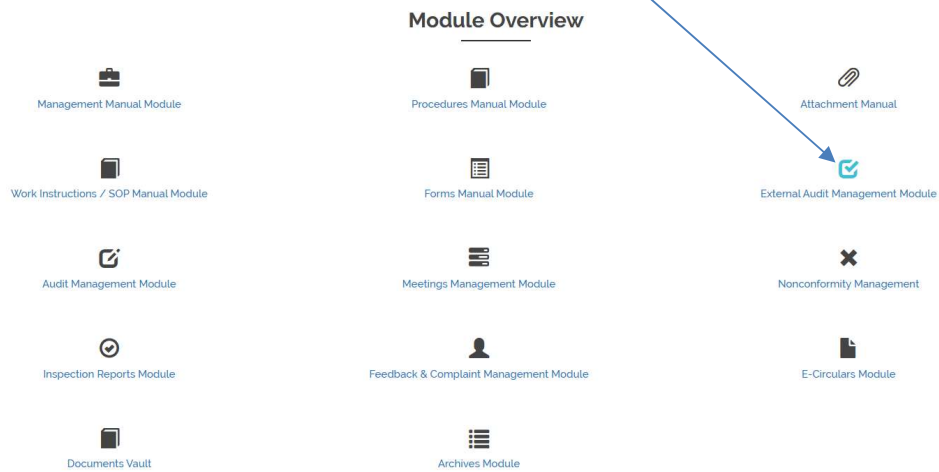 Module Overview
Management Manual Module
Procedures Manual Module
Attachment Manual
Work Instructions / SOP Manual Module
Forms Manual Module
External Audit Management Module
Audit Management Module
Meetings Management Module
Nonconformity Management
Inspection Reports Module
Feedback & Complaint Management Module
E-Circulars Module
Documents Vault
Archives Module